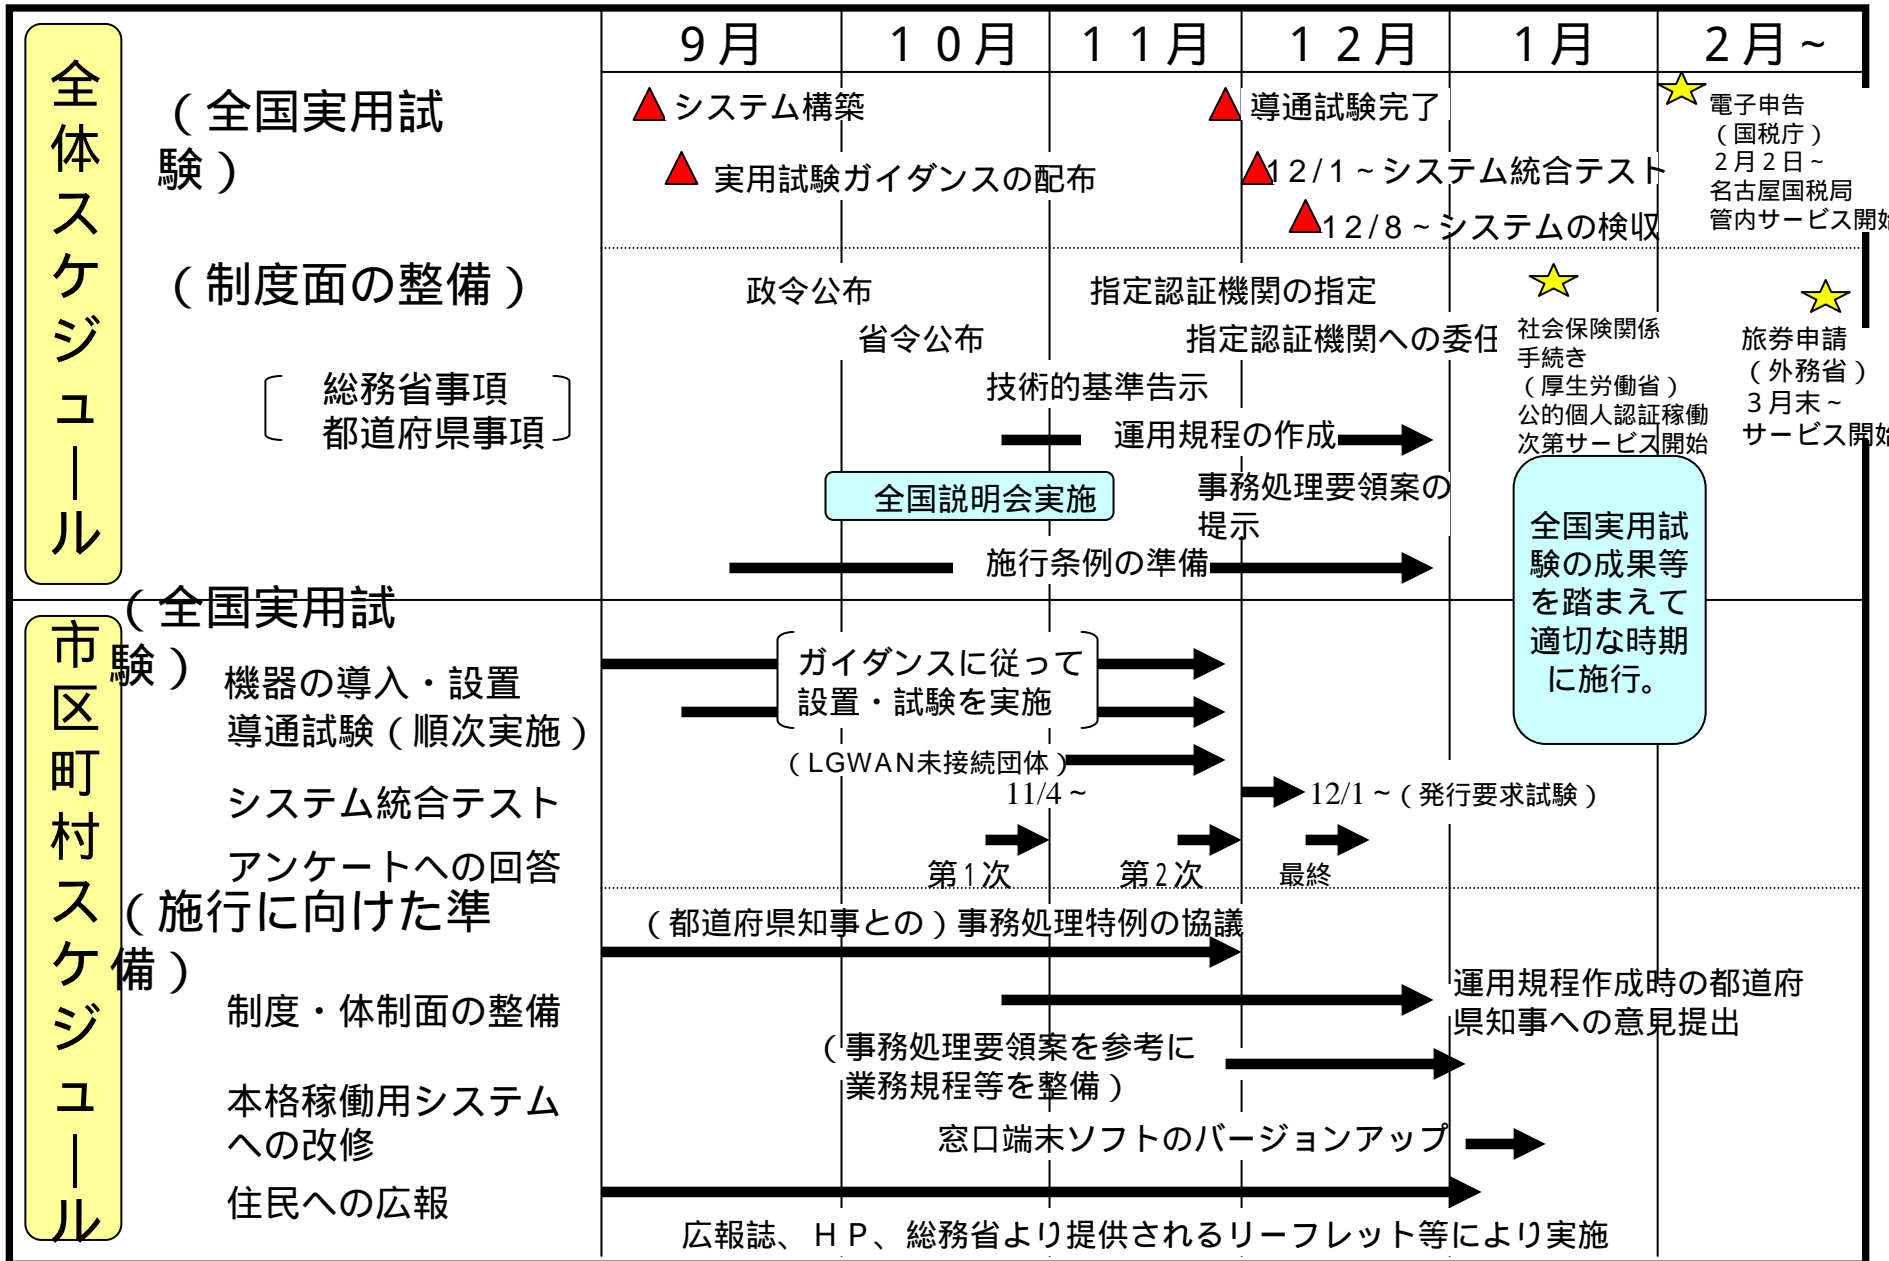 9月
１０月
１１月
１２月
１月
２月~
全体スケジュール
（全国実用試
験）
システム構築
導通試験完了
実用試験ガイダンスの配布
12/1~システム統合テスト
12/8~システムの検収
電子申告
（国税庁）
２月２日~
名古屋国税局
管内サービス開始
（制度面の整備）
政令公布
指定認証機関の指定
省令公布
指定認証機関への委任
総務省事項
都道府県事項
技術的基準告示
運用規程の作成
社会保険関係
手続き
（厚生労働省）
公的個人認証稼働
次第サービス開始
旅券申請
（外務省）
３月末~
サービス開始
全国説明会実施
事務処理要領案の
提示
施行条例の準備
全国実用試
験の成果等
を踏まえて
適切な時期
に施行。
市区町村スケジュール
（全国実用試
験）
機器の導入・設置
導通試験（順次実施）
ガイダンスに従って
設置・試験を実施
（LGWAN未接続団体）
11/4~
システム統合テスト
12/1~（発行要求試験）
アンケートへの回答
第1次
第2次
最終
（施行に向けた準
備）
（都道府県知事との）事務処理特例の協議
制度・体制面の整備
運用規程作成時の都道府
県知事への意見提出
（事務処理要領案を参考に
業務規程等を整備）
本格稼働用システム
への改修
窓口端末ソフトのバージョンアップ
住民への広報
広報誌、ＨＰ、総務省より提供されるリーフレット等により実施